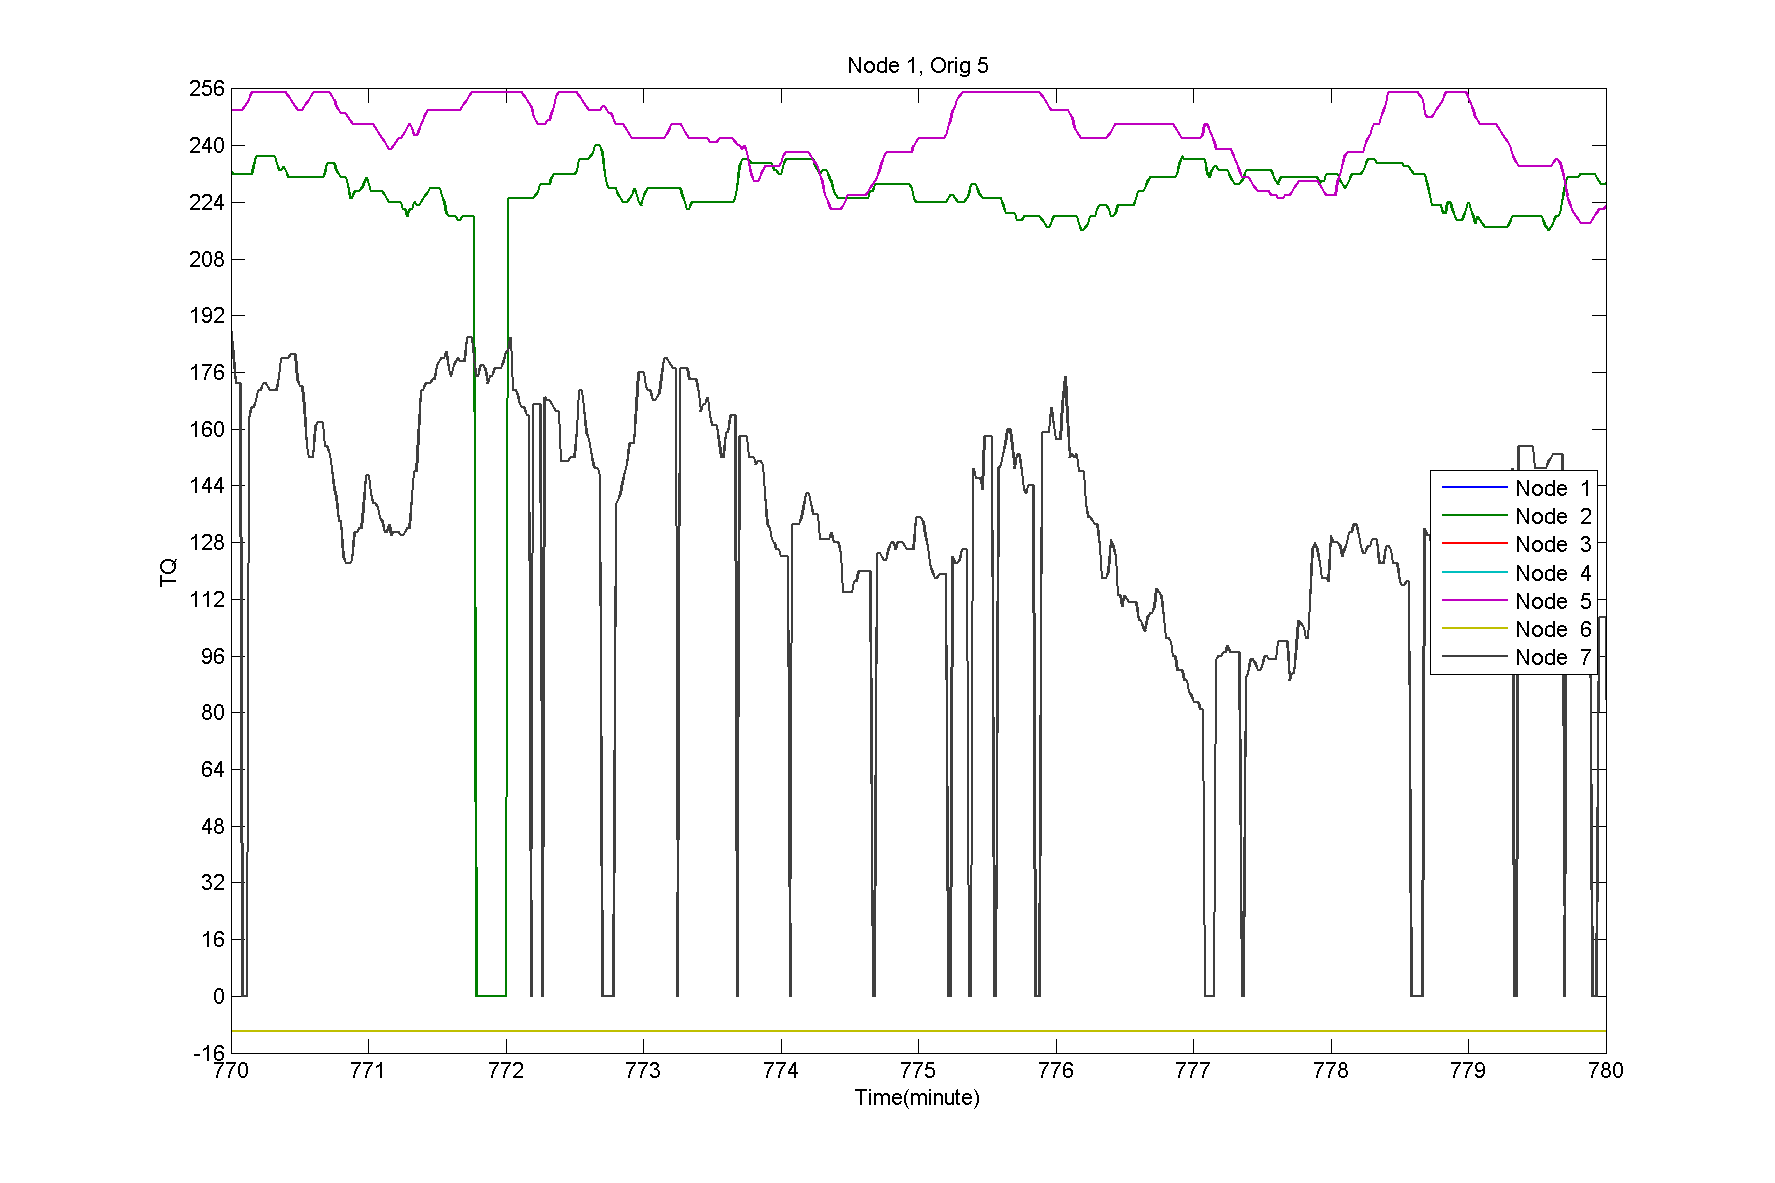 Node 1, Orig 5
256
240
224
208
192
176
160
144
128
112
96
80
64
48
32
16
0
-16
TQ
770 771 772 773 774 775 776 777 778 779 780
Time(minute)
Node 1
Node 2
Node 3
Node 4
Node 5
Node 6
Node 7